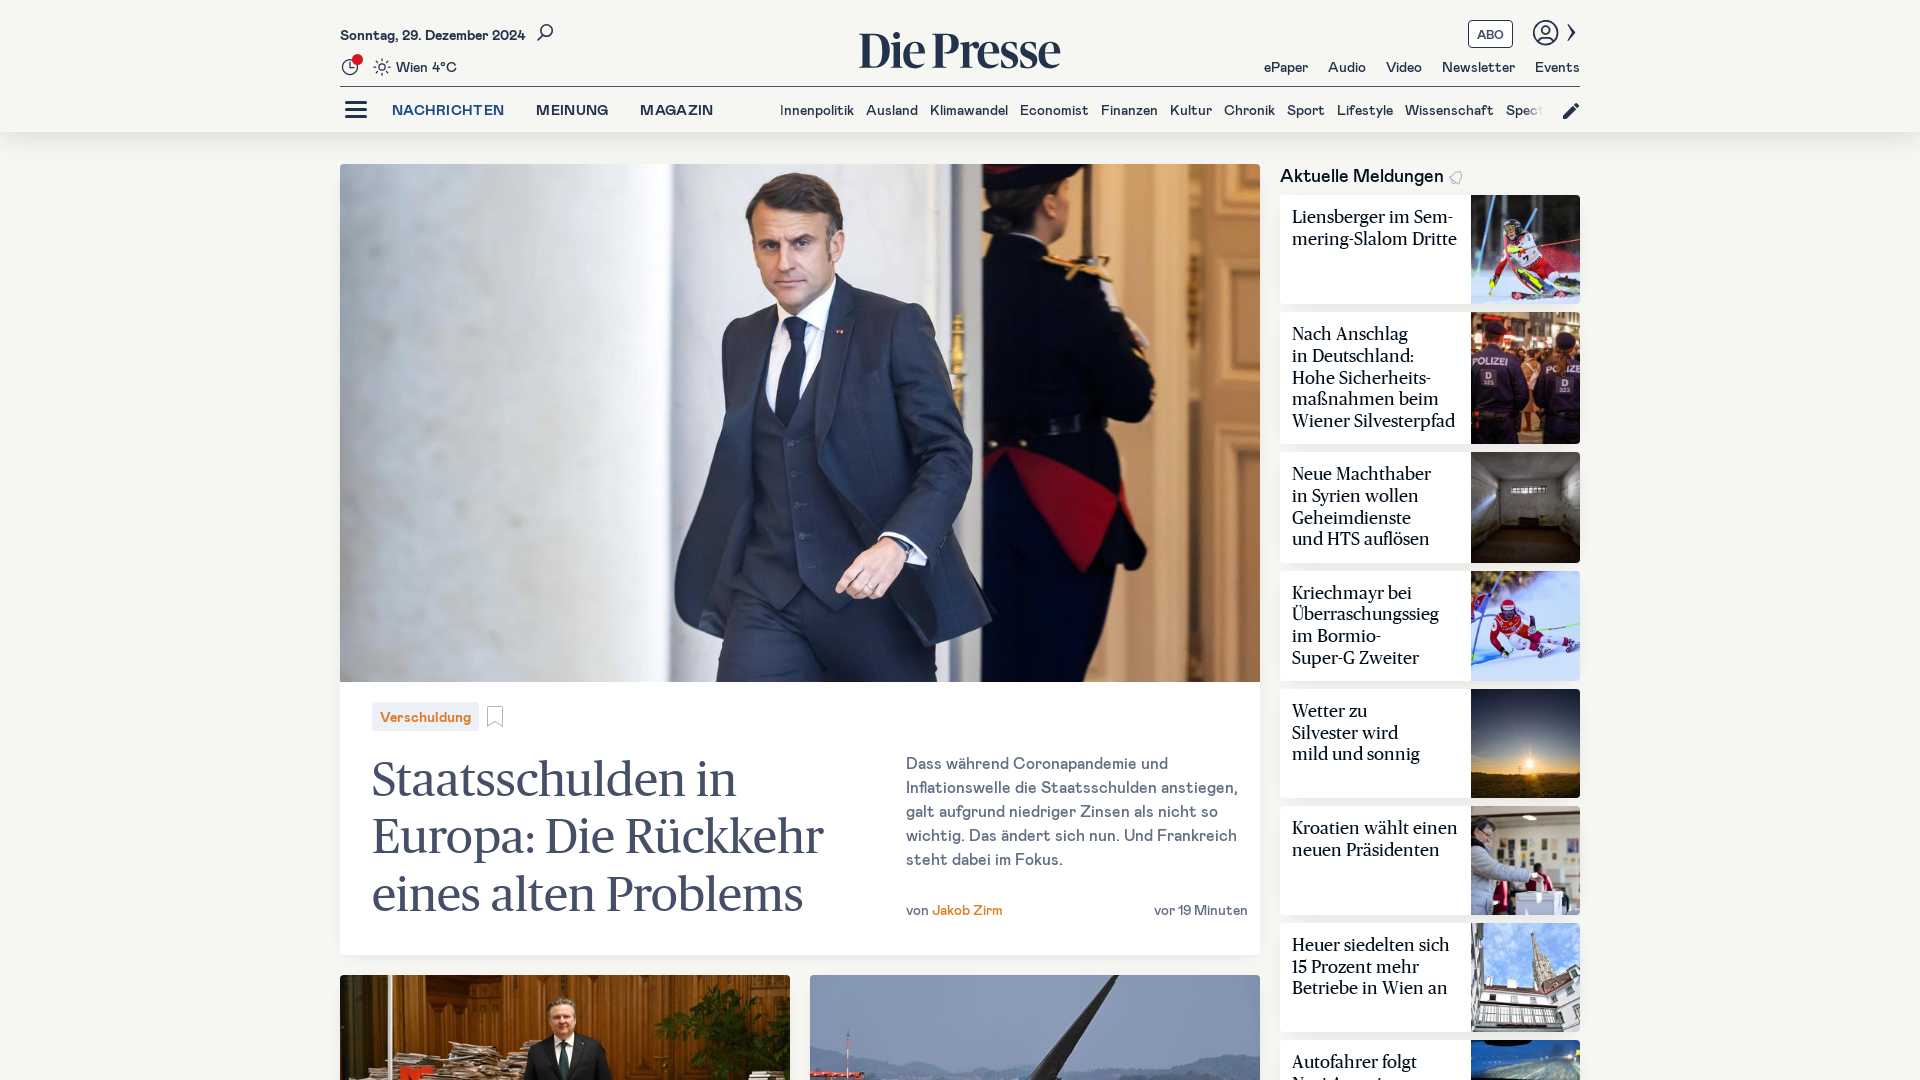 Sonntag, 29. Dezember 2024
Wien 4°C
Die Presse
ABO
ePaper Audio Video Newsletter Events
NACHRICHTEN MEINUNG MAGAZIN
Innenpolitik Ausland Klimawandel Economist Finanzen Kultur Chronik Sport Lifestyle Wissenschaft Spect
Verschuldung
Staatsschulden in
Europa: Die Rückkehr
eines alten Problems
Dass während Coronapandemie und
Inflationswelle die Staatsschulden anstiegen,
galt aufgrund niedriger Zinsen als nicht so
wichtig. Das ändert sich nun. Und Frankreich
steht dabei im Fokus.
von Jakob Zirm
vor 19 Minuten
Aktuelle Meldungen
Liensberger im Sem-
mering-Slalom Dritte
Nach Anschlag
in Deutschland:
Hohe Sicherheits-
maßnahmen beim
Wiener Silvesterpfad
POLIZEI
D
POLIZE
D
Neue Machthaber
in Syrien wollen
Geheimdienste
und HTS auflösen
Kriechmayr bei
Überraschungssieg
im Bormio-
Super-G Zweiter
Wetter zu
Silvester wird
mild und sonnig
Kroatien wählt einen
neuen Präsidenten
Heuer siedelten sich
15 Prozent mehr
Betriebe in Wien an
Autofahrer folgt